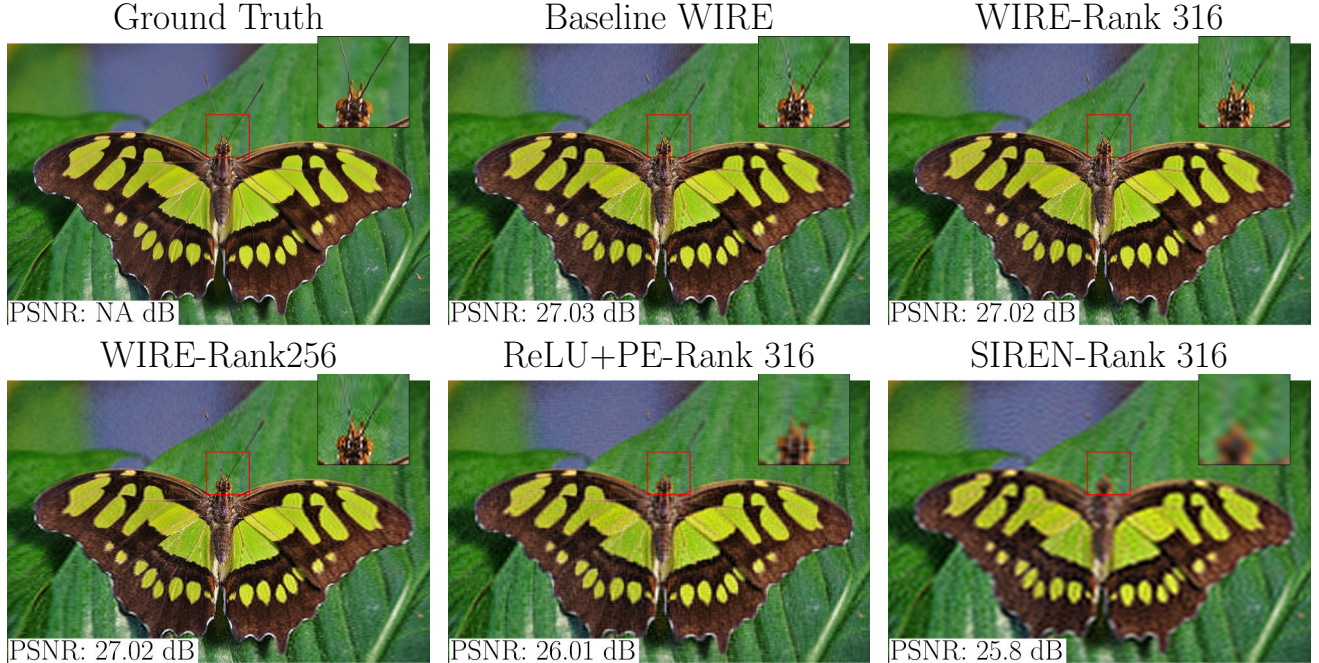 Ground Truth
Baseline WIRE
WIRE-Rank 316
PSNR: NA dB
PSNR: 27.03 dB
PSNR: 27.02 dB
WIRE-Rank256
ReLU+PE-Rank 316
SIREN-Rank 316
PSNR: 27.02 dB
PSNR: 26.01 dB
PSNR: 25.8 dB